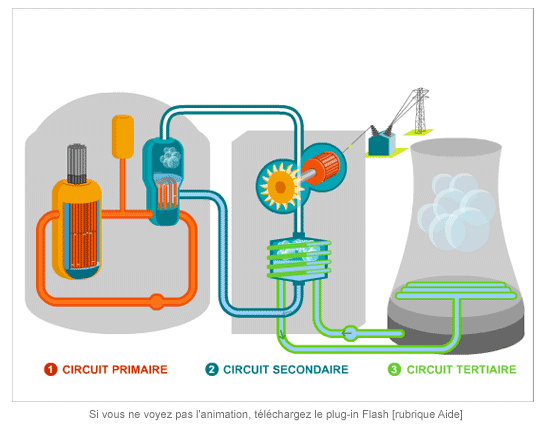 1 CIRCUIT PRIMAIRE 2 CIRCUIT SECONDAIRE 3 CIRCUIT TERTIAIRE
Si vous ne voyez pas l'animation, téléchargez le plug-in Flash [rubrique Aide]